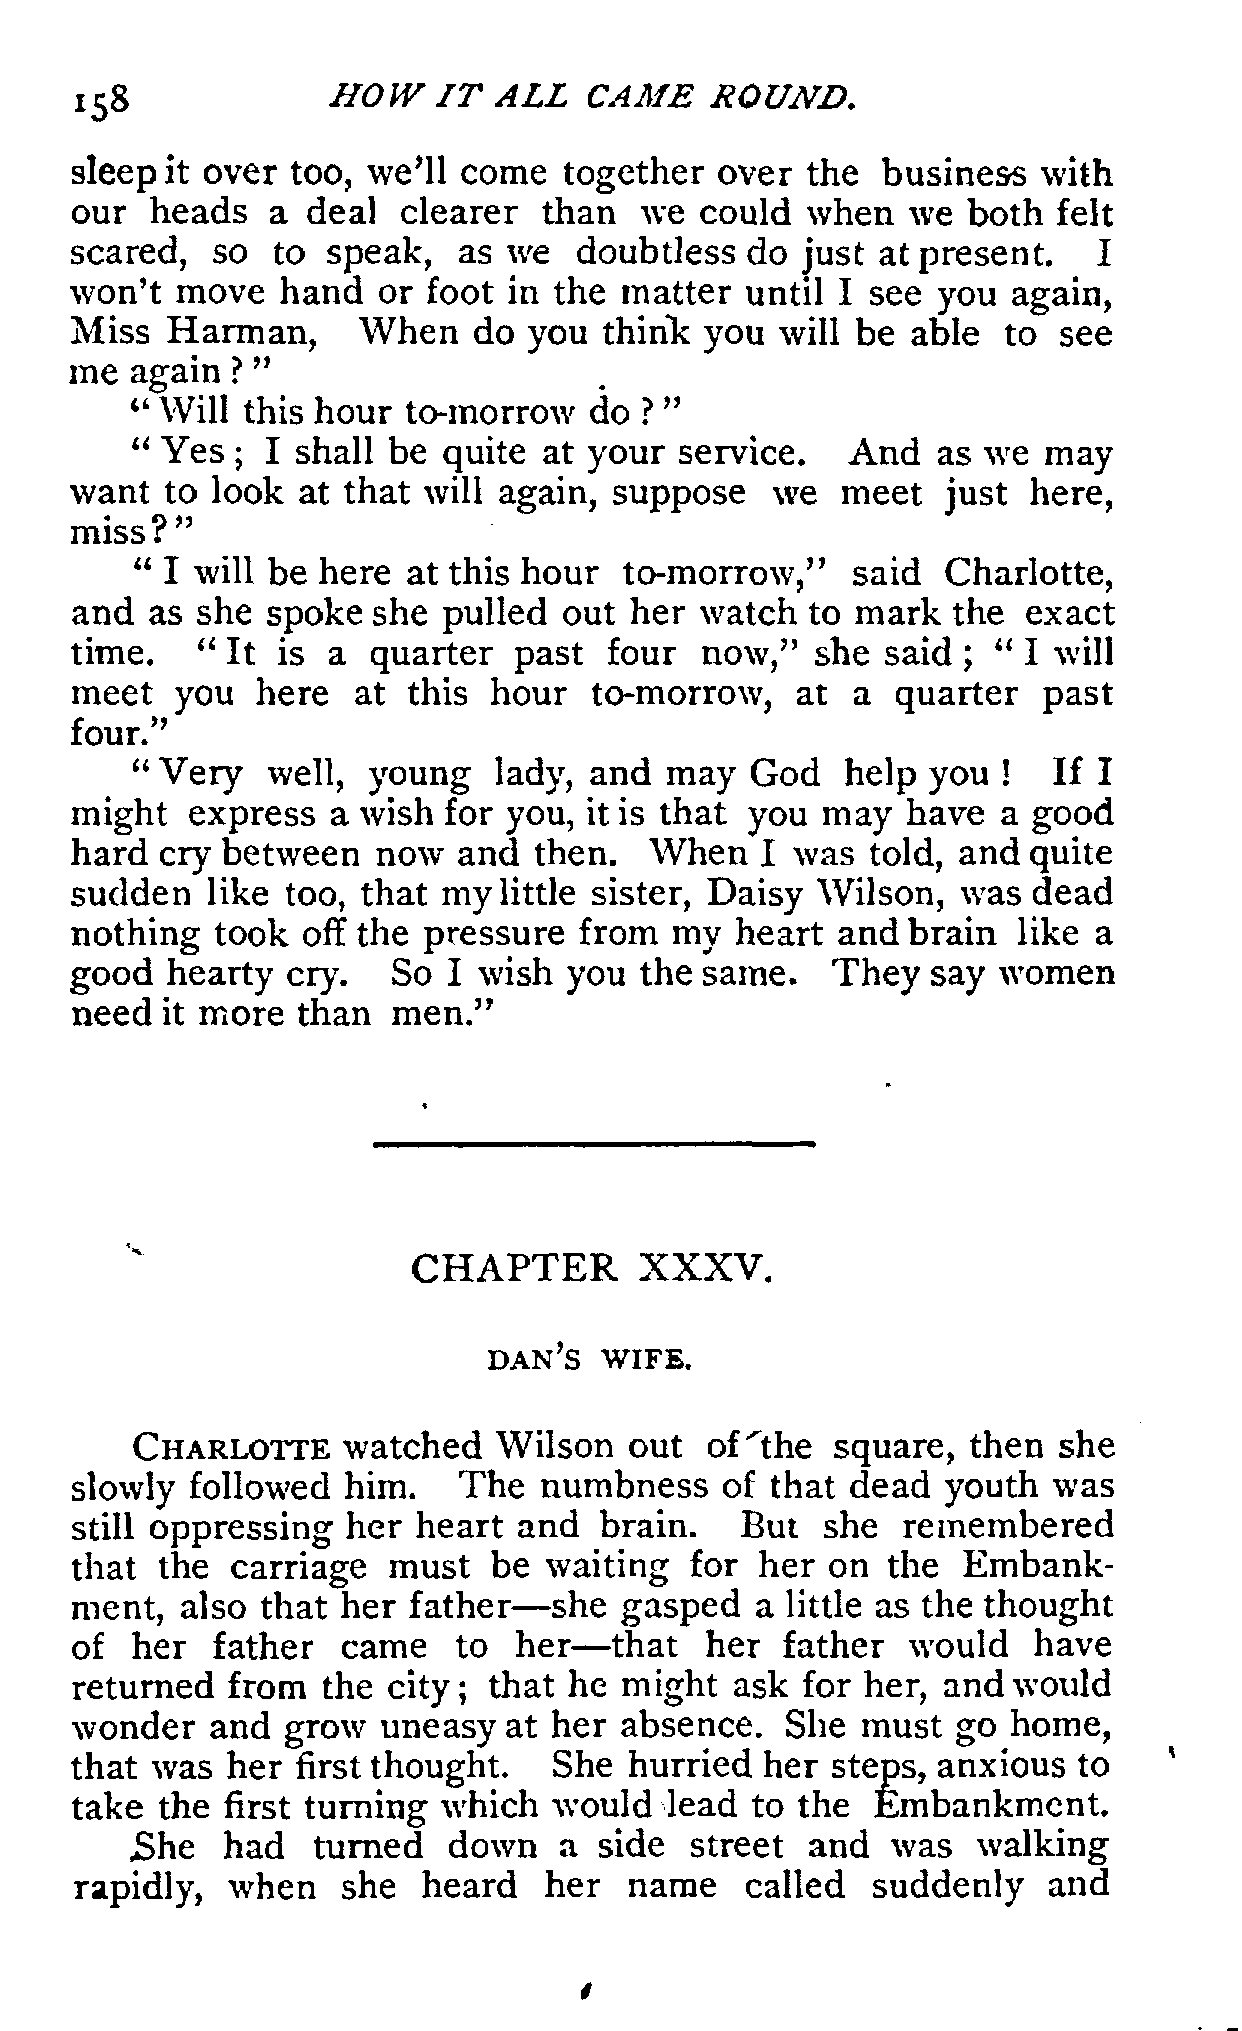 158 HOW IT ALL CAME ROUND.
sleep it over too, we'll come together over the business with
our heads a deal clearer than we could when we both felt
scared, so to speak, as we doubtless do just at present. I
won't move hand or foot in the matter until I see you again,
Miss Harman, When do you think you will be able to see
me again ? "
" Will this hour to-morrow do ? "
" Yes ; I shall be quite at your service. And as we may
want to look at that will again, suppose we meet just here,
miss? "
" I will be here at this hour to-morrow," said Charlotte,
and as she spoke she pulled out her watch to mark the exact
time. " It is a quarter past four now," she said ; " I will
meet you here at this hour to-morrow, at a quarter past
four."
" Very well, young lady, and may God help you ! If I
might express a wish for you, it is that you may have a good
hard cry between now and then. When I was told, and quite
sudden like too, that my little sister, Daisy Wilson, was dead
nothing took off the pressure from my heart and brain like a
good hearty cry. So I wish you the same. They say women
need it more than men."
CHAPTER XXXV.
DAN'S WIFE.
CHARLOTTE watched Wilson out of the square, then she
slowly followed him. The numbness of that dead youth was
still oppressing her heart and brain. But she remembered
that the carriage must be waiting for her on the Embank-
ment, also that her father—she gasped a little as the thought
of her father came to her—that her father would have
returned from the city ; that he might ask for her, and would
wonder and grow uneasy at her absence. She must go home,
that was her first thought. She hurried her steps, anxious to
take the first turning which would lead to the Embankment.
She had turned down a side street and was walking
rapidly, when she heard her name called suddenly and